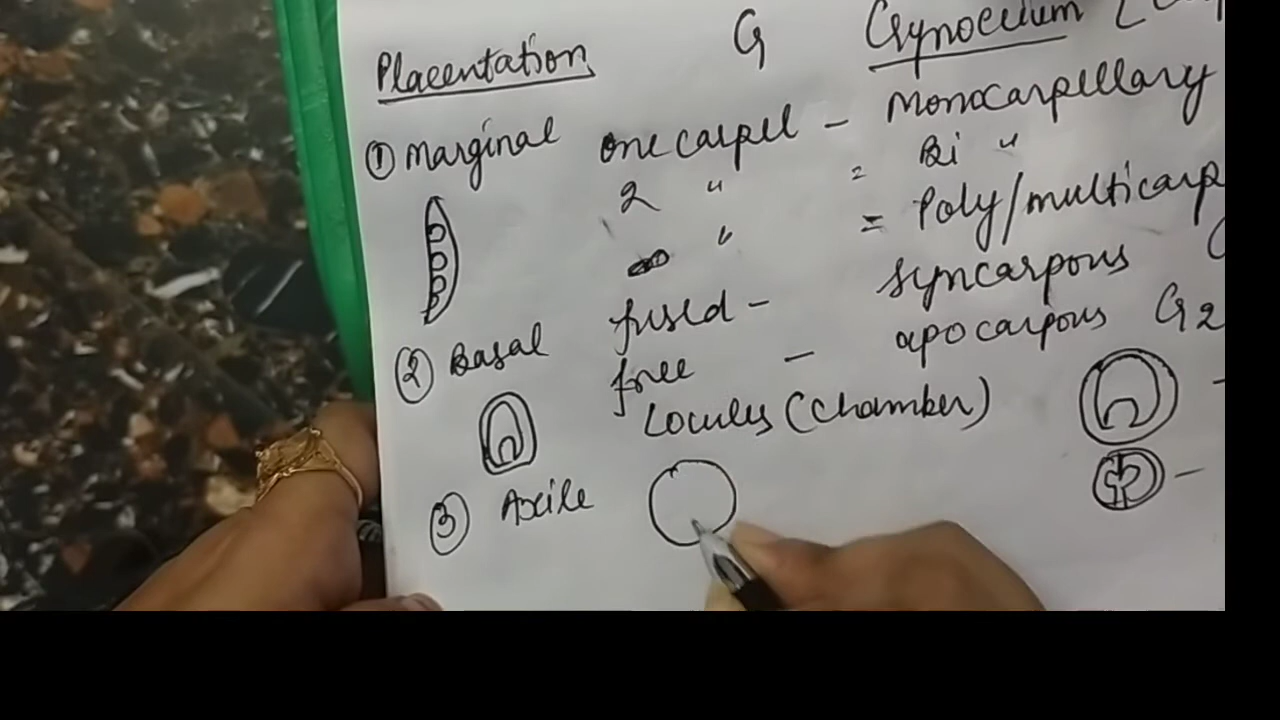 Placentation G Gynoecium [
① Marginal one carpel - Monocarpellary
2 " = Bi "
∞ " = Poly/multicarp
fused - syncarpous
② Basal free - apocarpous G2
Locules (chamber)
③ Axile